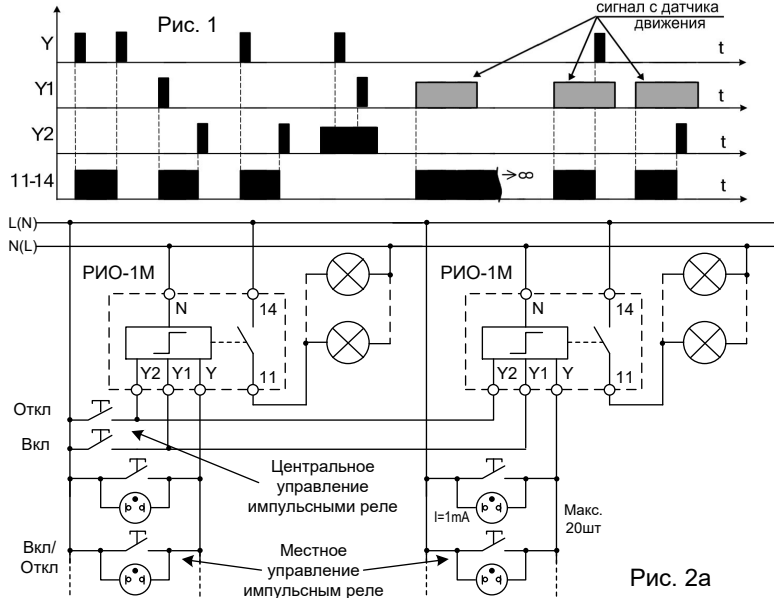 Рис. 1
сигнал с датчика
движения
Y
t
Y1
t
Y2
t
11-14
→∞
t
L(N)
N(L)
РИО-1М
N
14
Y2
Y1
Y
11
РИО-1М
N
14
Y2
Y1
Y
11
Откл
Вкл
Центральное
управление
импульсными реле
I=1mA
Макс.
20шт
Вкл/
Откл
Местное
управление
импульсным реле
Рис. 2а